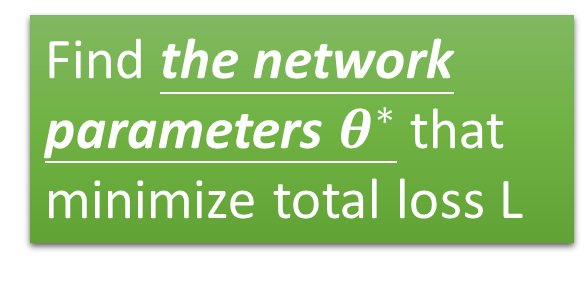 Find the network
parameters θ* that
minimize total loss L